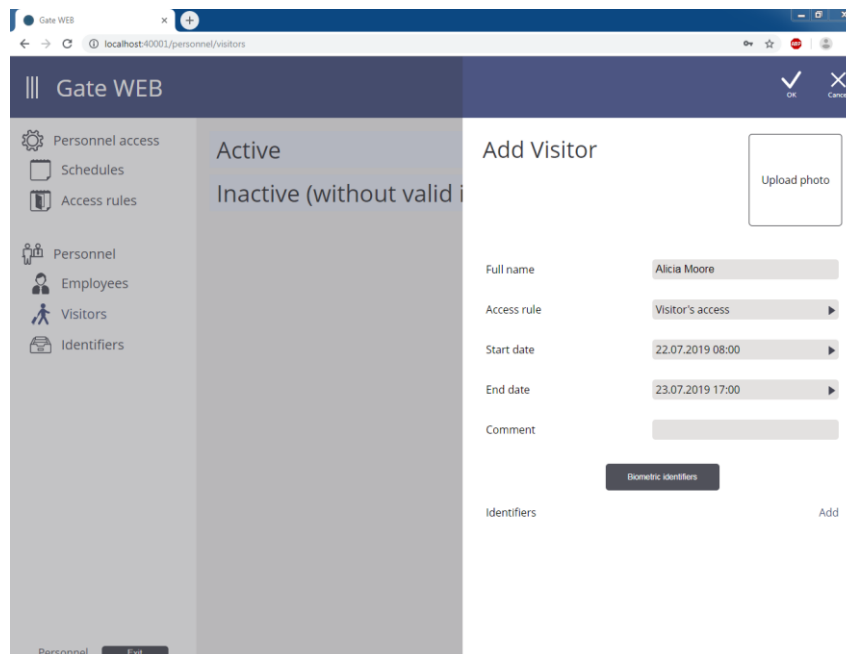 Gate WEB
localhost:40001/personnel/visitors
Gate WEB
OK
Cance
Personnel access
Schedules
Access rules
Personnel
Employees
Visitors
Identifiers
Active
Inactive (without valid i
Add Visitor
Upload photo
Full name Alicia Moore
Access rule Visitor's access
Start date 22.07.2019 08:00
End date 23.07.2019 17:00
Comment
Biometric identifiers
Identifiers Add
Personnel Exit